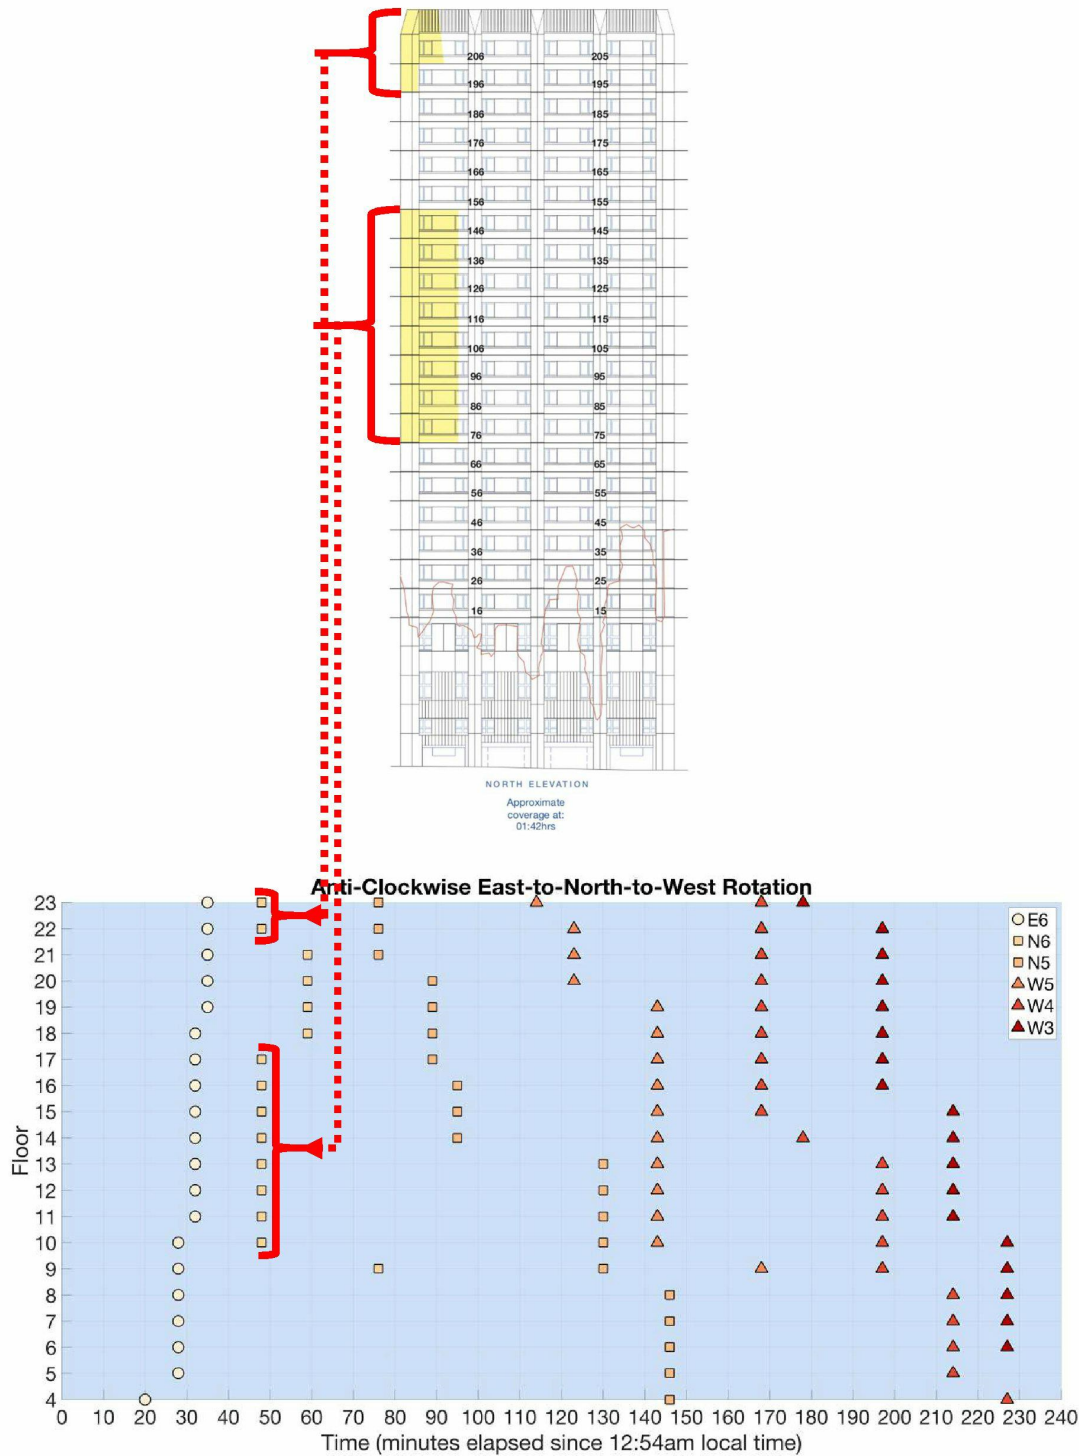 206 205
196 195
186 185
176 175
166 165
156 155
146 145
136 135
126 125
116 115
106 105
96 95
86 85
76 75
66 65
56 55
46 45
36 35
26 25
16 15
NORTH ELEVATION
Approximate
coverage at:
01:42hrs
Anti-Clockwise East-to-North-to-West Rotation
23
22
21
20
19
18
17
16
15
14
13
12
11
10
9
8
7
6
5
4
Floor
E6
N6
N5
W5
W4
W3
0 10 20 30 40 50 60 70 80 90 100 110 120 130 140 150 160 170 180 190 200 210 220 230 240
Time (minutes elapsed since 12:54am local time)